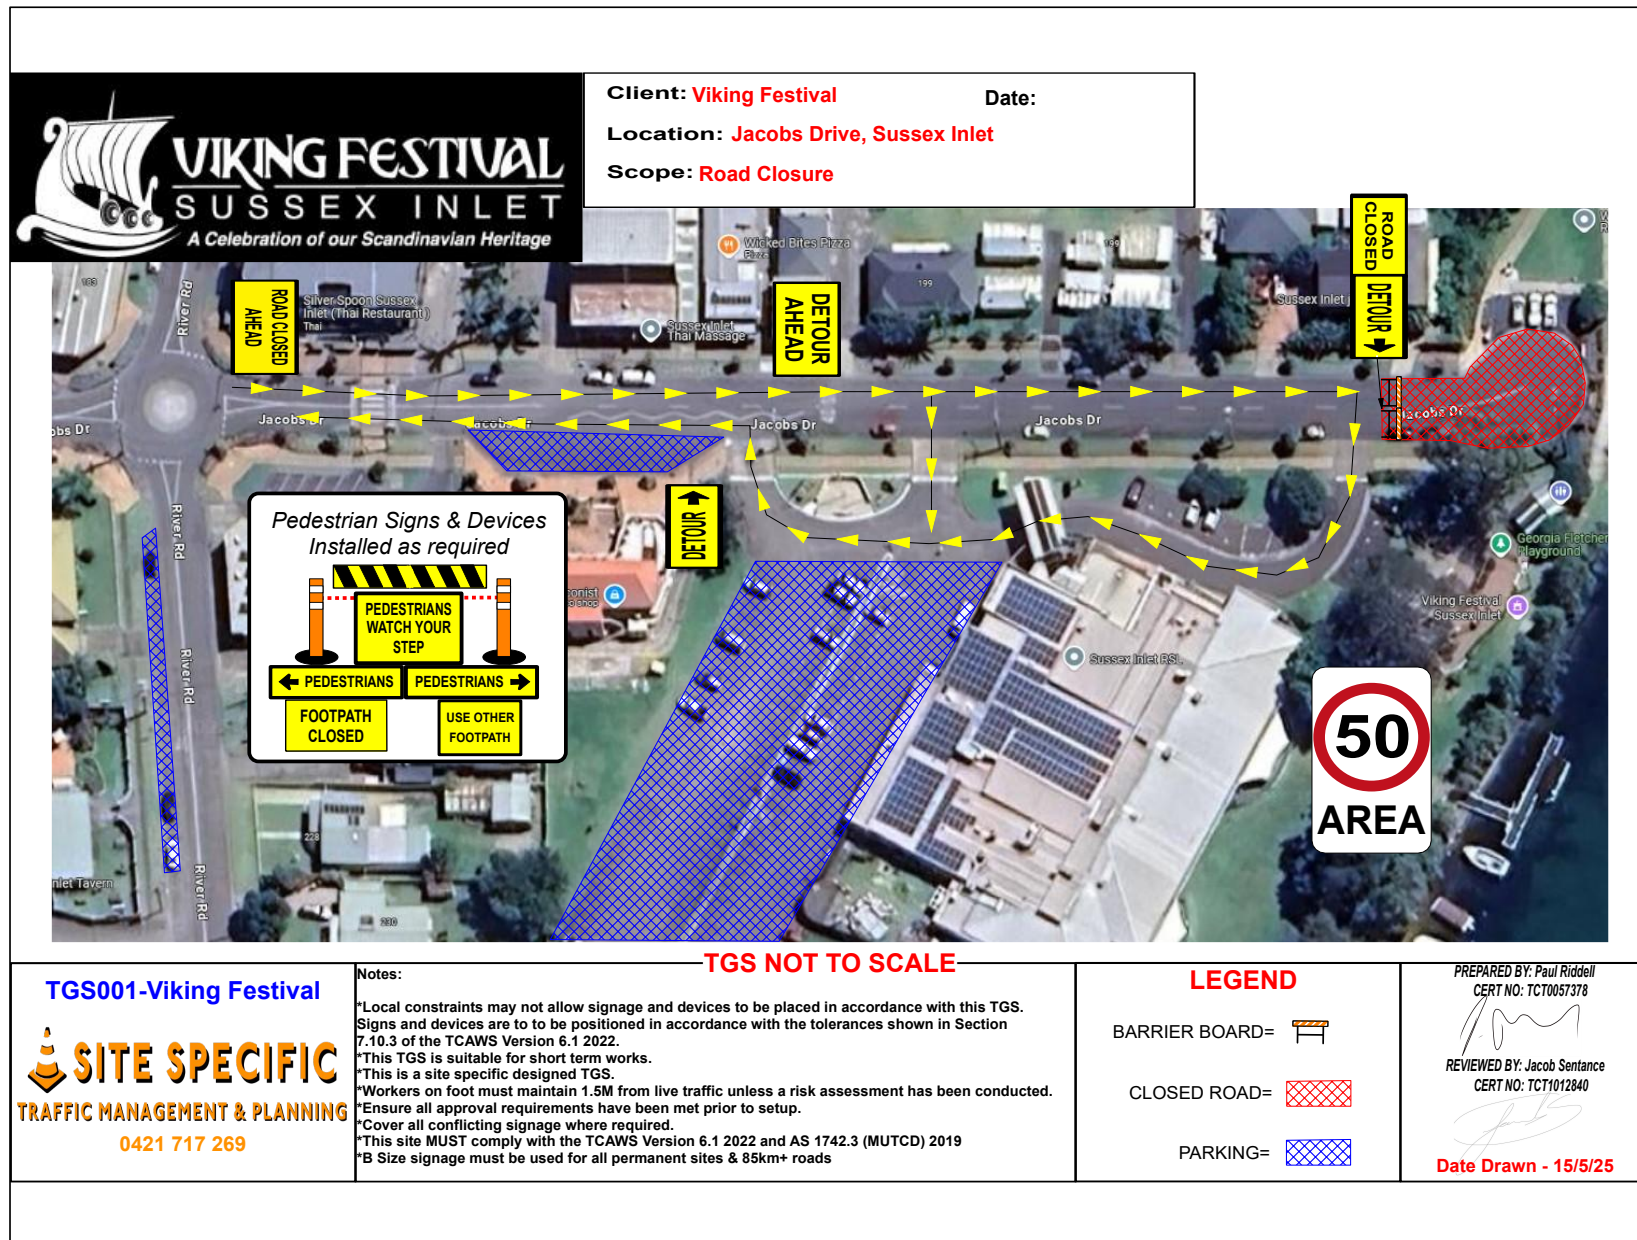 VIKING FESTIVAL
SUSSEX INLET
A Celebration of our Scandinavian Heritage
Client: Viking Festival
Date:
Location: Jacobs Drive, Sussex Inlet
Scope: Road Closure
ROAD CLOSED
DETOUR
Wicked Bites Pizza
Pizza
199
199
183
River Rd
ROAD CLOSED AHEAD
Silver Spoon Sussex
Inlet (Thai Restaurant)
Thai
DETOUR AHEAD
Sussex Inlet
Sussex Inlet
Thai Massage
Jacobs Dr
Jacobs Dr
Jacobs Dr
Jacobs Dr
Jacobs Dr
obs Dr
DETOUR
River Rd
Pedestrian Signs & Devices
Installed as required
PEDESTRIANS
WATCH YOUR
STEP
PEDESTRIANS
PEDESTRIANS
FOOTPATH
CLOSED
USE OTHER
FOOTPATH
Georgia Fletcher
Playground
Viking Festival
Sussex Inlet
River Rd
Sussex Inlet RSL
50
AREA
228
230
River Rd
nlet Tavern
TGS NOT TO SCALE
TGS001-Viking Festival
SITE SPECIFIC
TRAFFIC MANAGEMENT & PLANNING
0421 717 269
Notes:
*Local constraints may not allow signage and devices to be placed in accordance with this TGS.
Signs and devices are to to be positioned in accordance with the tolerances shown in Section
7.10.3 of the TCAWS Version 6.1 2022.
*This TGS is suitable for short term works.
*This is a site specific designed TGS.
*Workers on foot must maintain 1.5M from live traffic unless a risk assessment has been conducted.
*Ensure all approval requirements have been met prior to setup.
*Cover all conflicting signage where required.
*This site MUST comply with the TCAWS Version 6.1 2022 and AS 1742.3 (MUTCD) 2019
*B Size signage must be used for all permanent sites & 85km+ roads
LEGEND
BARRIER BOARD=
CLOSED ROAD=
PARKING=
PREPARED BY: Paul Riddell
CERT NO: TCT0057378
REVIEWED BY: Jacob Sentance
CERT NO: TCT1012840
Date Drawn - 15/5/25